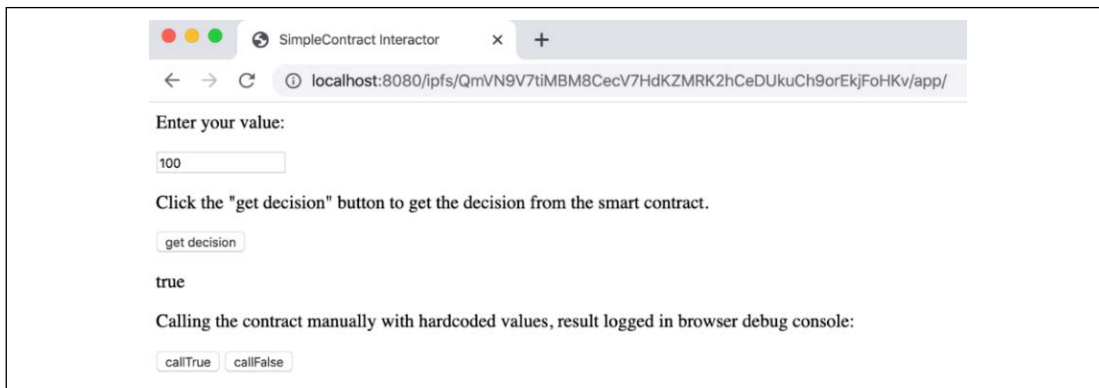 SimpleContract Interactor
localhost:8080/ipfs/QmVN9V7tiMBM8CecV7HdKZMRK2hCeDUkuCh9orEkjFoHKv/app/
Enter your value:
100
Click the "get decision" button to get the decision from the smart contract.
get decision
true
Calling the contract manually with hardcoded values, result logged in browser debug console:
callTrue callFalse